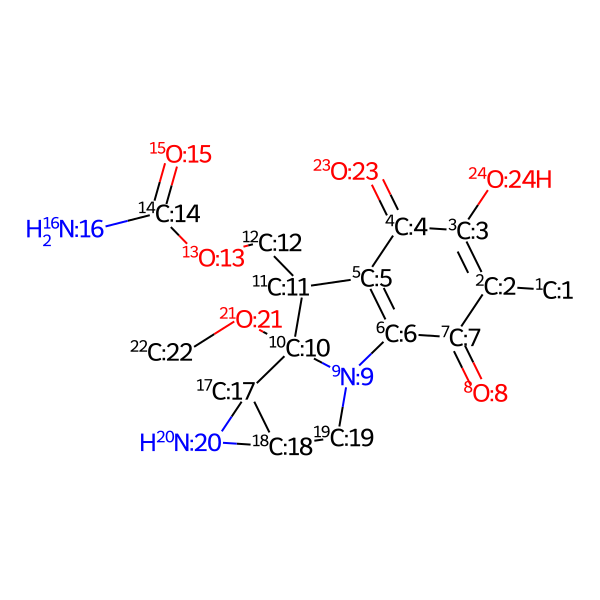 ¹⁵O:15
²³O:23
²⁴O:24H
¹⁴C:14
H₂¹⁶N:16
⁴C:4
³C:3
¹²C:12
¹³O:13
⁵C:5
¹¹C:11
²C:2
¹C:1
²¹O:21
⁶C:6
⁷C:7
²²C:22
¹⁰C:10
⁹N:9
⁸O:8
¹⁷C:17
H²⁰N:20
¹⁸C:18
¹⁹C:19